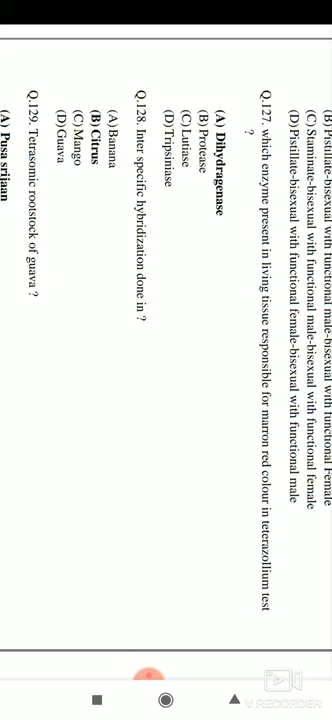 (B) Pistillate-bisexual with functional male-bisexual with functional Female
(C) Staminate-bisexual with functional male-bisexual with functional female
(D) Pistillate-bisexual with functional female-bisexual with functional male
Q.127. which enzyme present in living tissue responsible for marron red colour in teterazollium test
?
(A) Dihydragenase
(B) Protease
(C) Lutiase
(D) Tripsiniase
Q.128. Inter specific hybridization done in ?
(A) Banana
(B) Citrus
(C) Mango
(D) Guava
Q.129. Tetrasomic rootstock of guava ?
(A) Pusa srijaan
V RECORDER